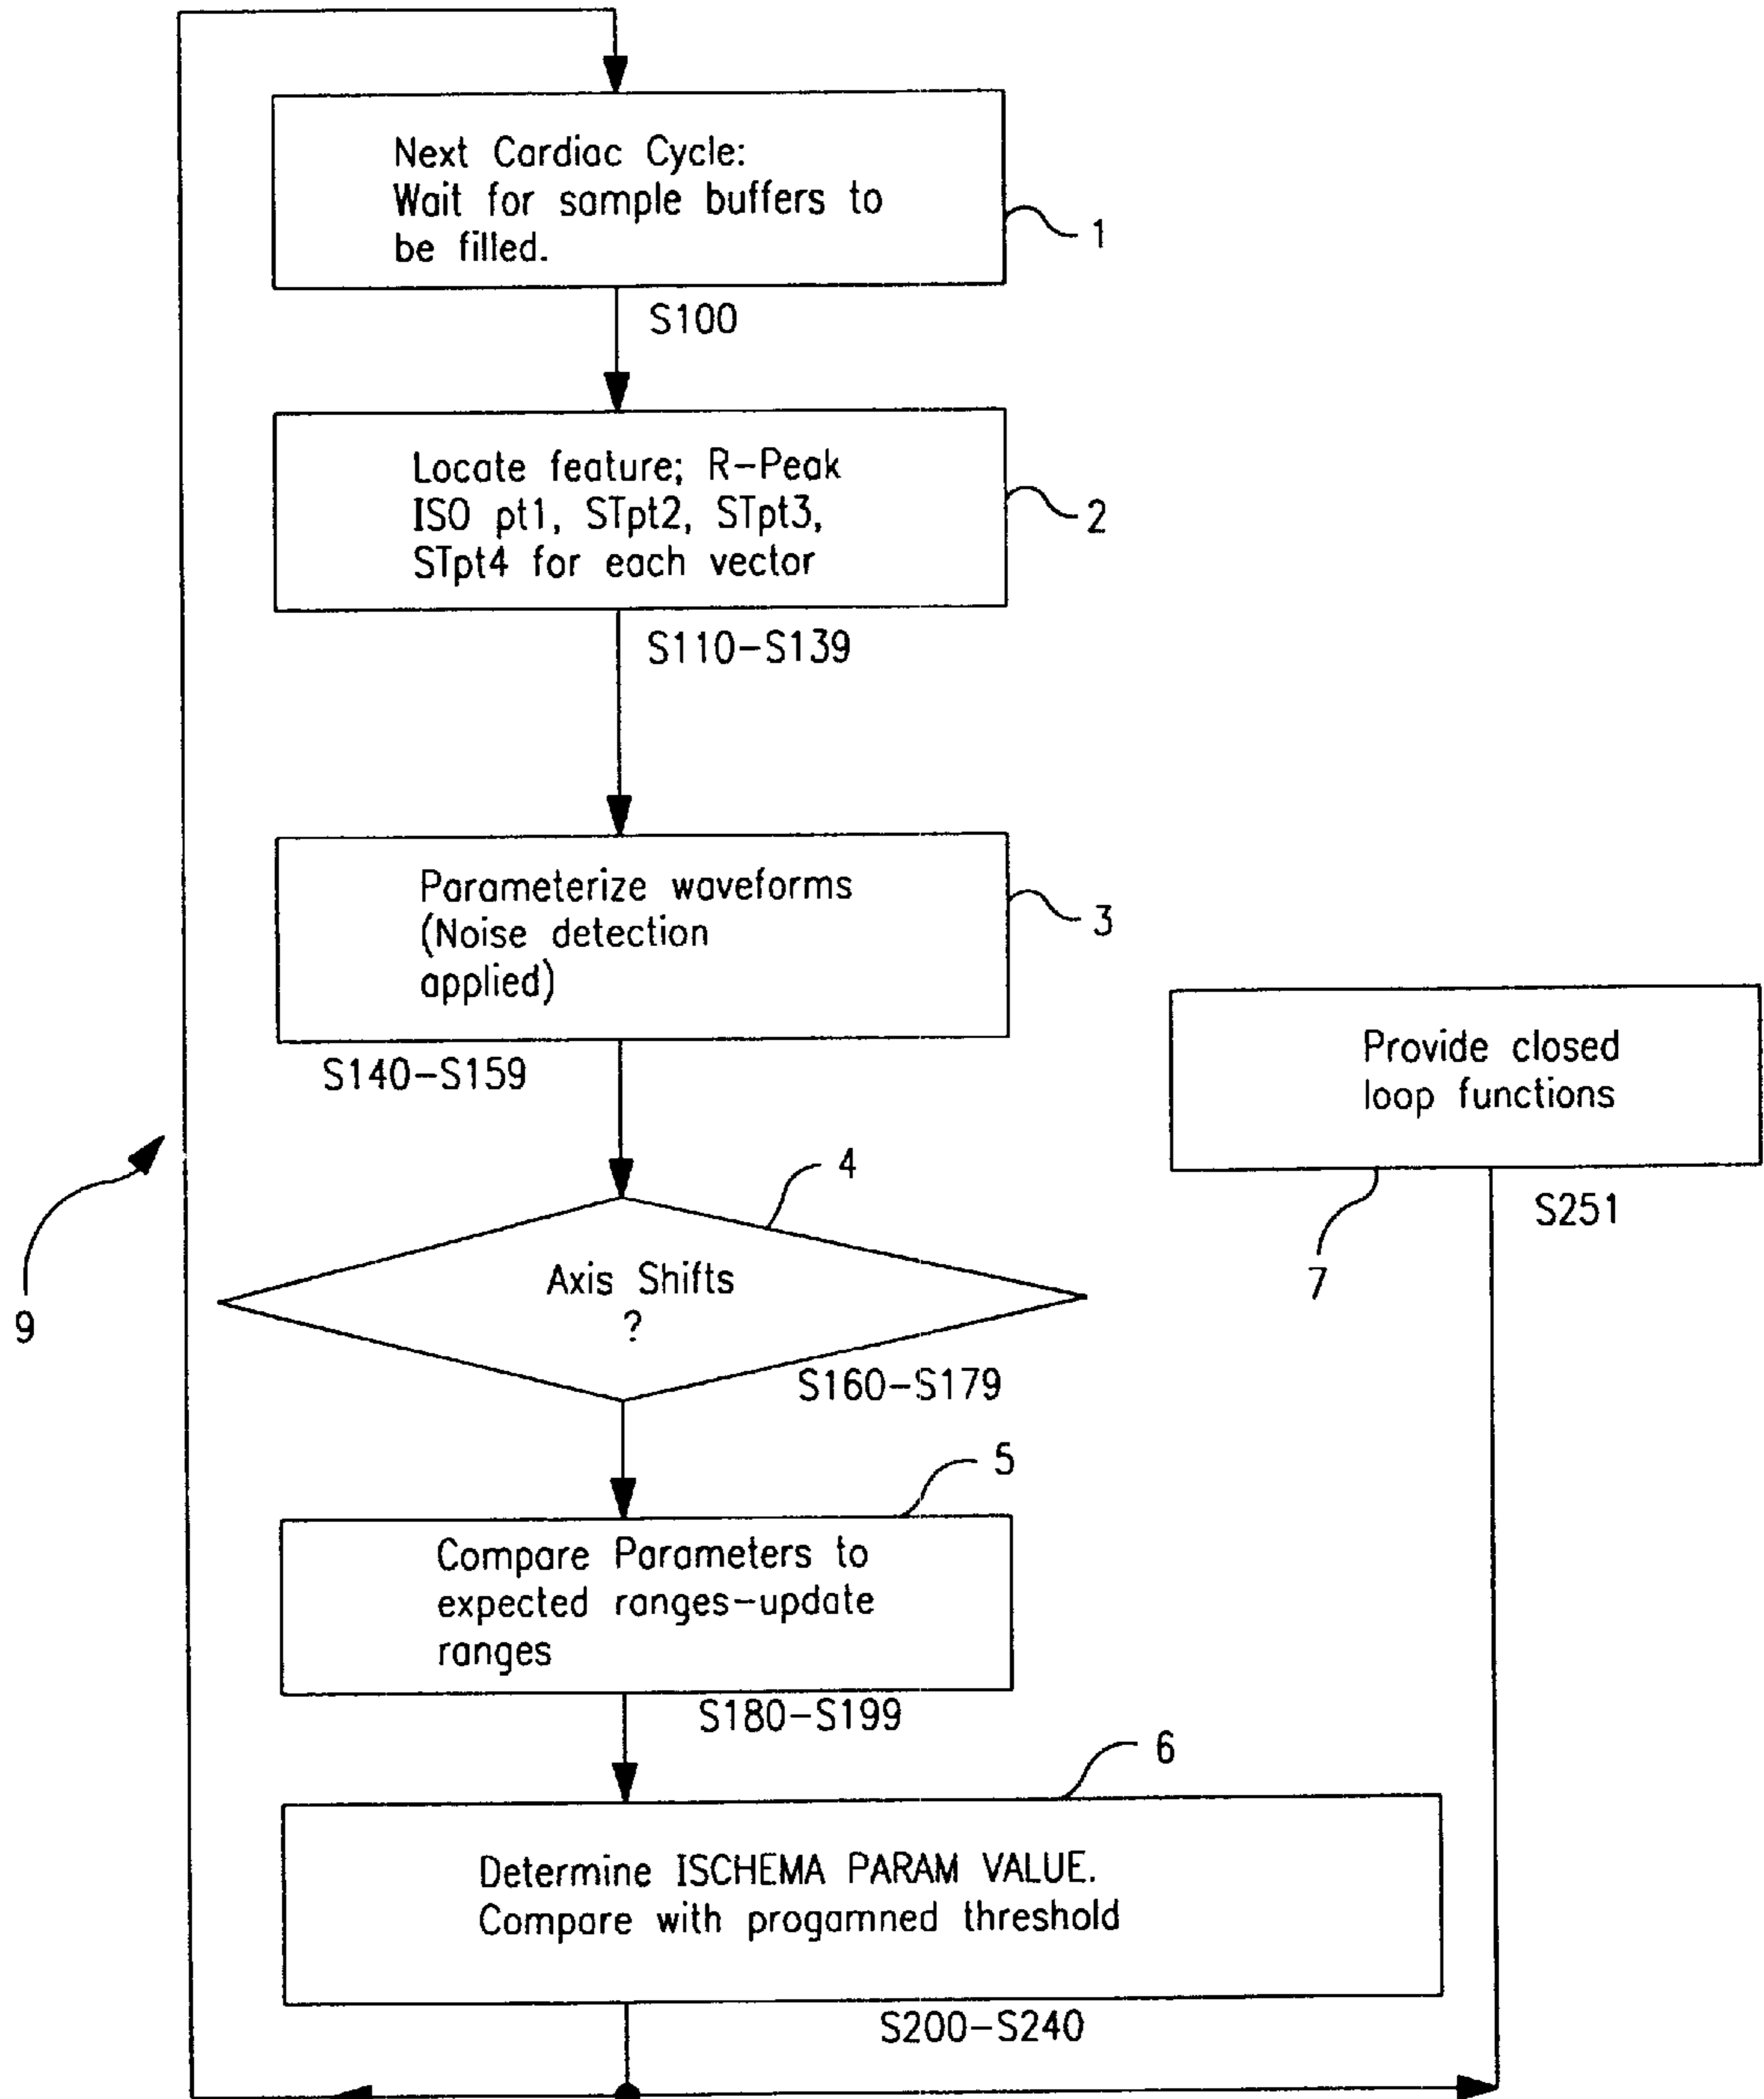 Next Cardiac Cycle:
Wait for sample buffers to
be filled.
1
S100
Locate feature; R-Peak
ISO pt1, STpt2, STpt3,
STpt4 for each vector
2
S110-S139
Parameterize waveforms
(Noise detection
applied)
3
S140-S159
Provide closed
loop functions
7
S251
4
Axis Shifts
?
S160-S179
9
5
Compare Parameters to
expected ranges-update
ranges
S180-S199
6
Determine ISCHEMA PARAM VALUE.
Compare with progamned threshold
S200-S240